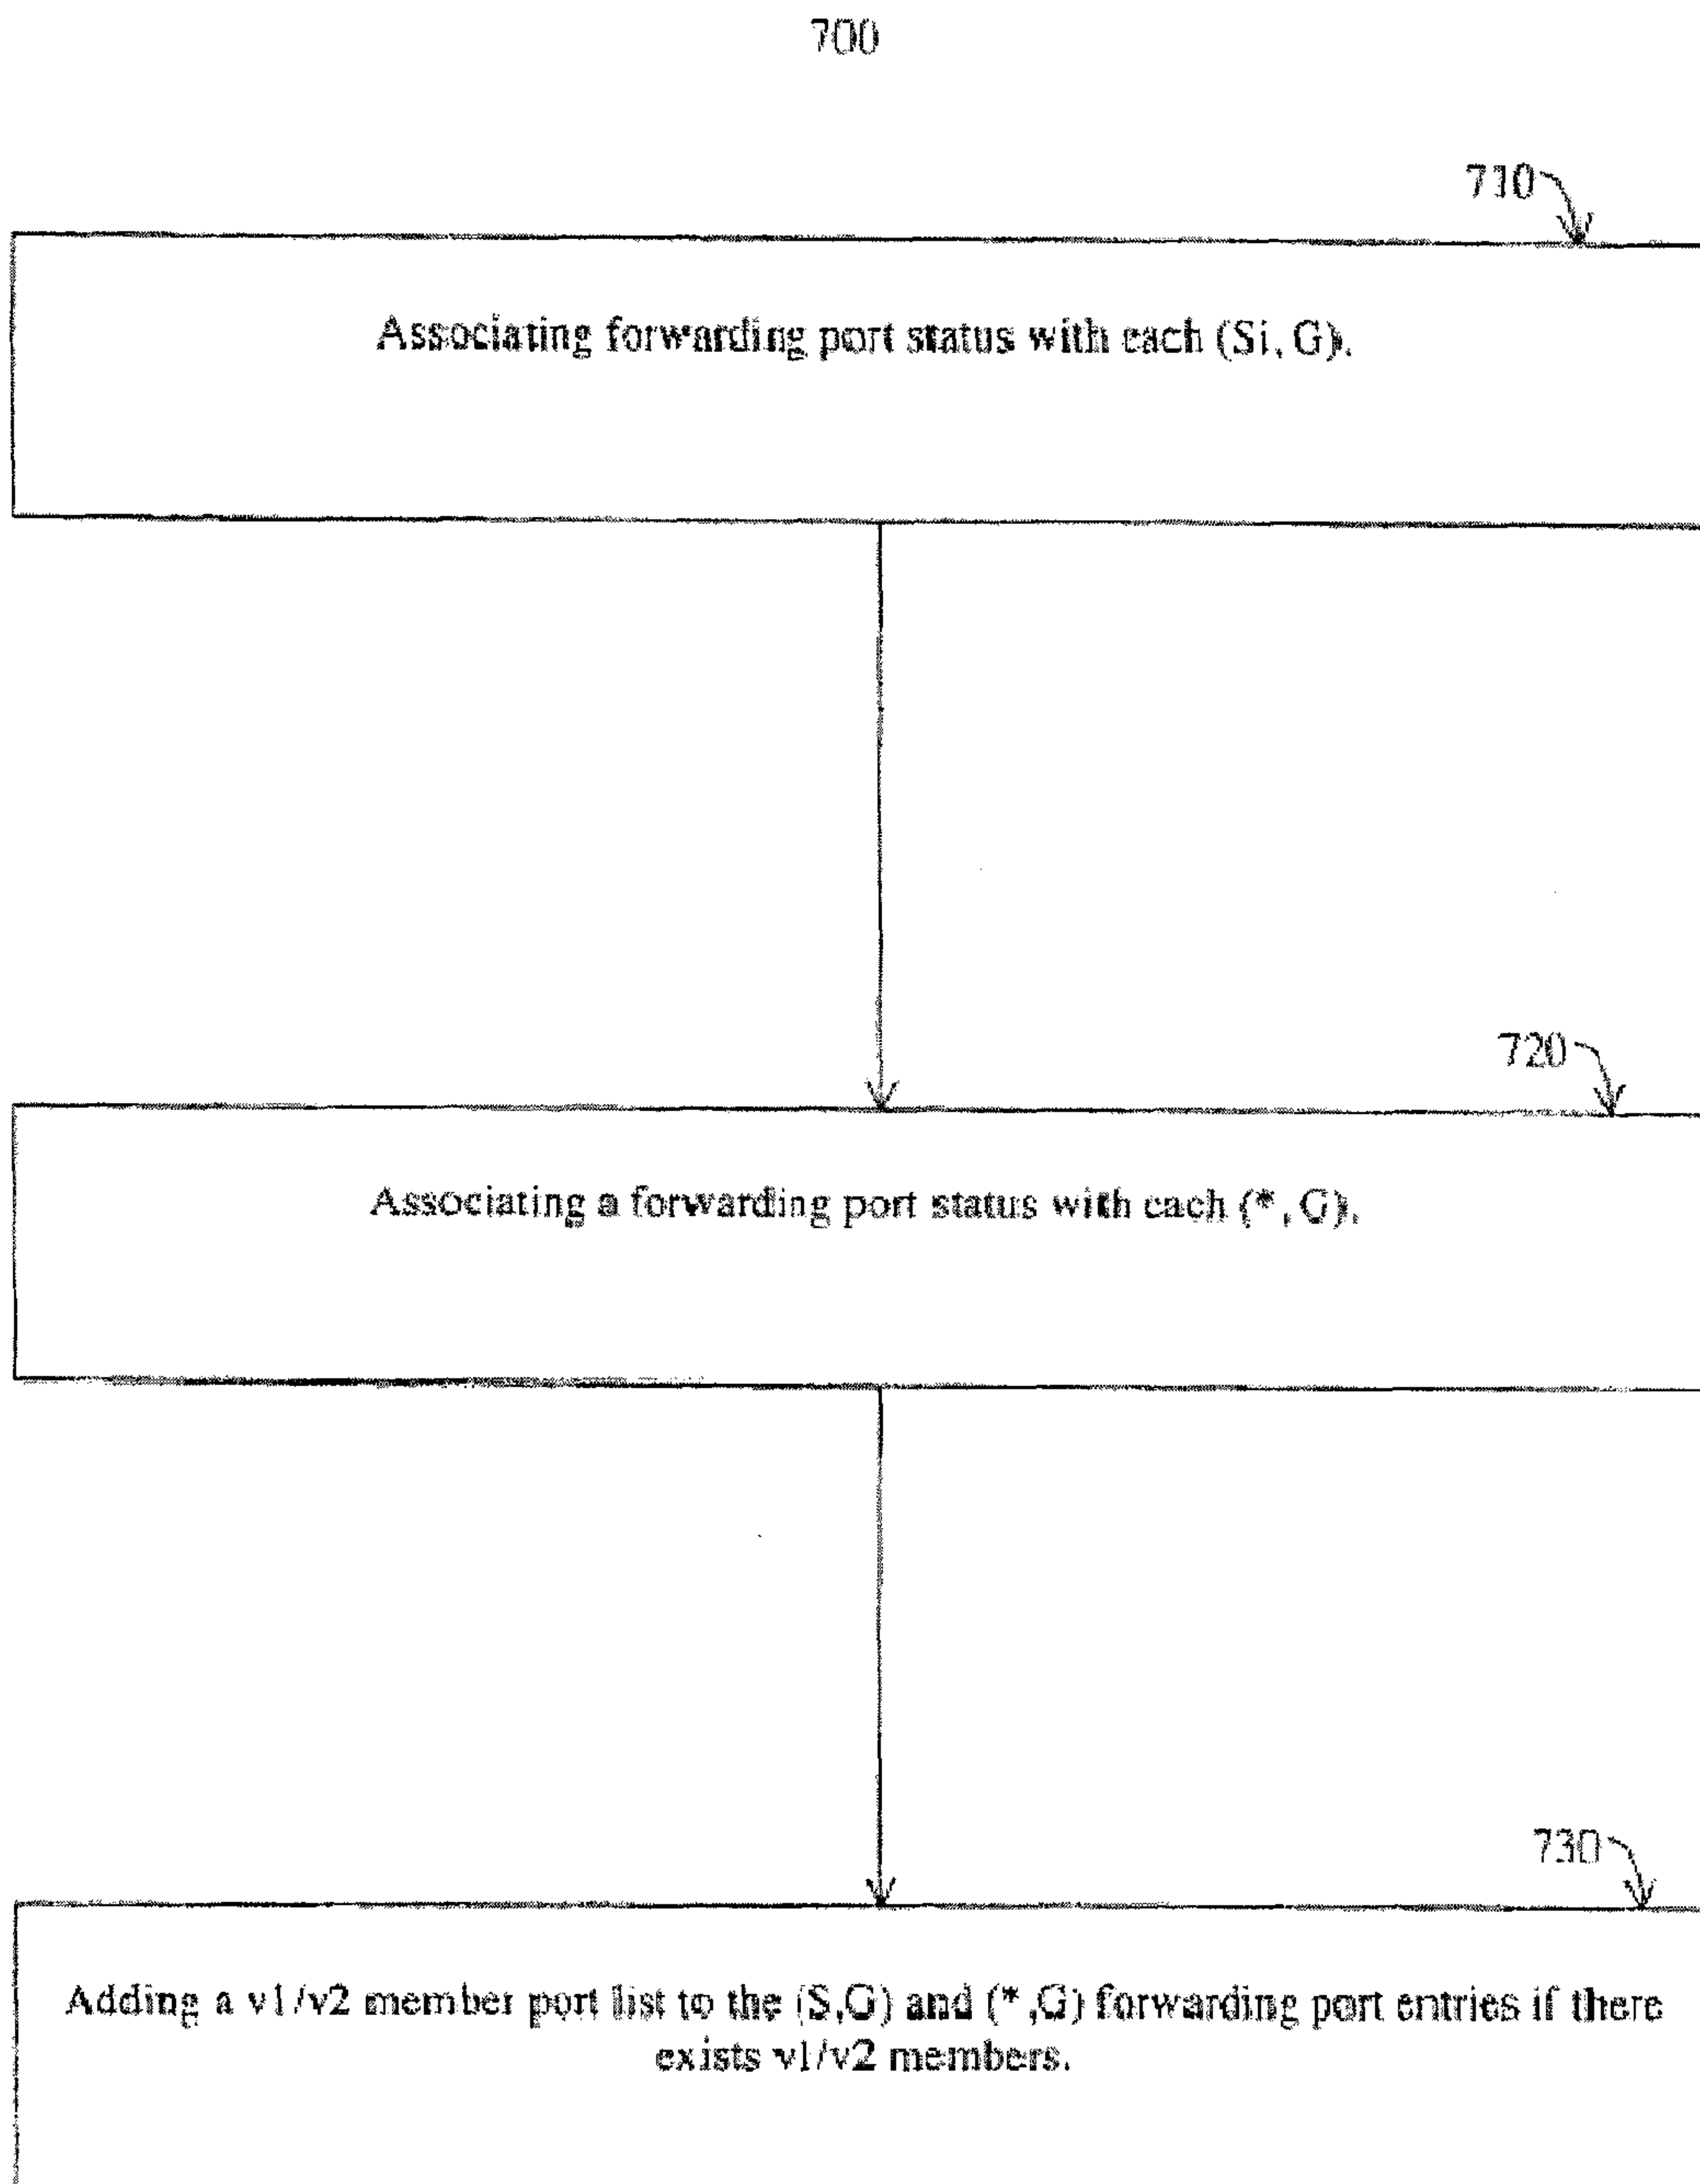 700
710
Associating forwarding port status with each (Si, G).
720
Associating a forwarding port status with each (*, G).
730
Adding a v1/v2 member port list to the (S,G) and (*,G) forwarding port entries if there
exists v1/v2 members.